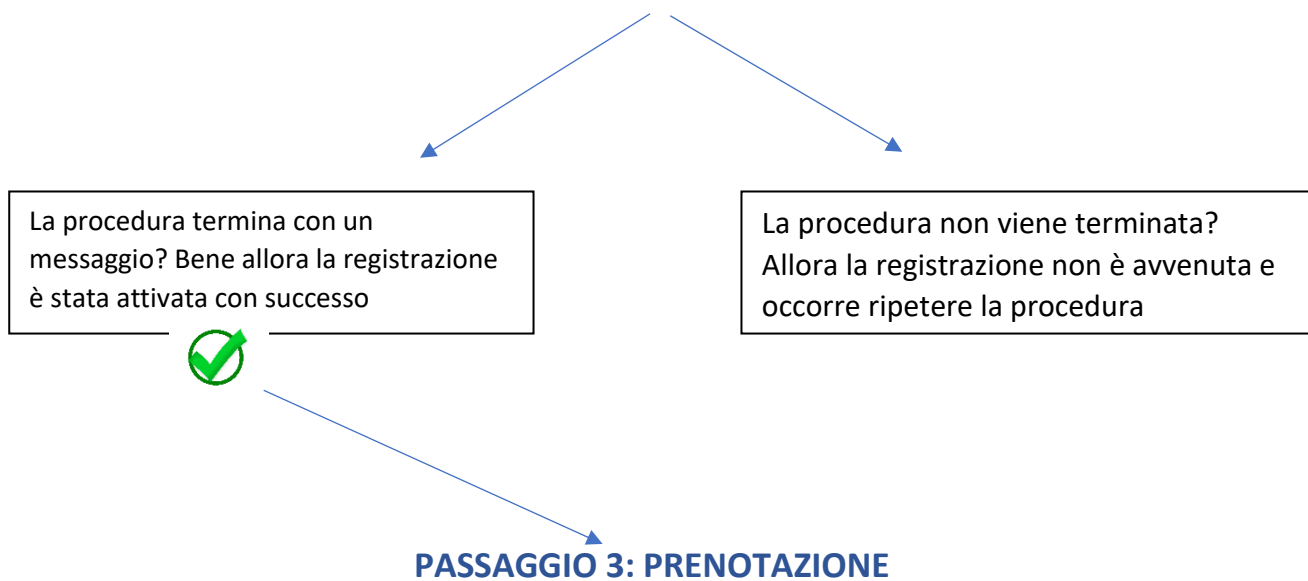 La procedura termina con un
messaggio? Bene allora la registrazione
è stata attivata con successo
La procedura non viene terminata?
Allora la registrazione non è avvenuta e
occorre ripetere la procedura
PASSAGGIO 3: PRENOTAZIONE